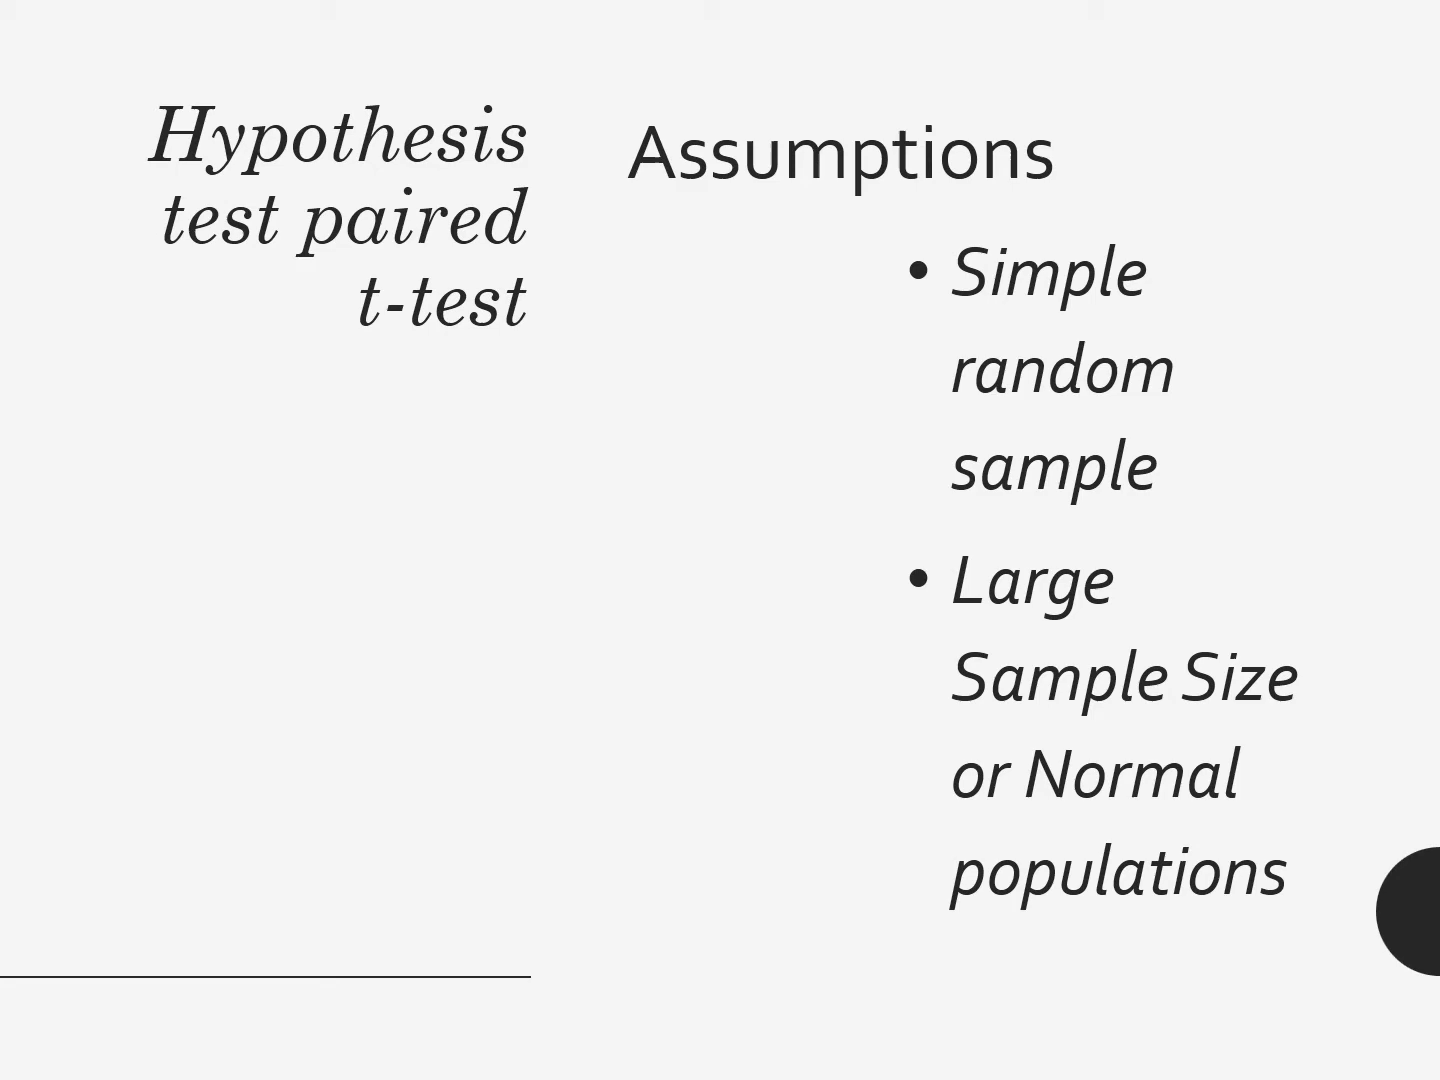 Hypothesis
test paired
t-test
Assumptions
• Simple
random
sample
• Large
Sample Size
or Normal
populations